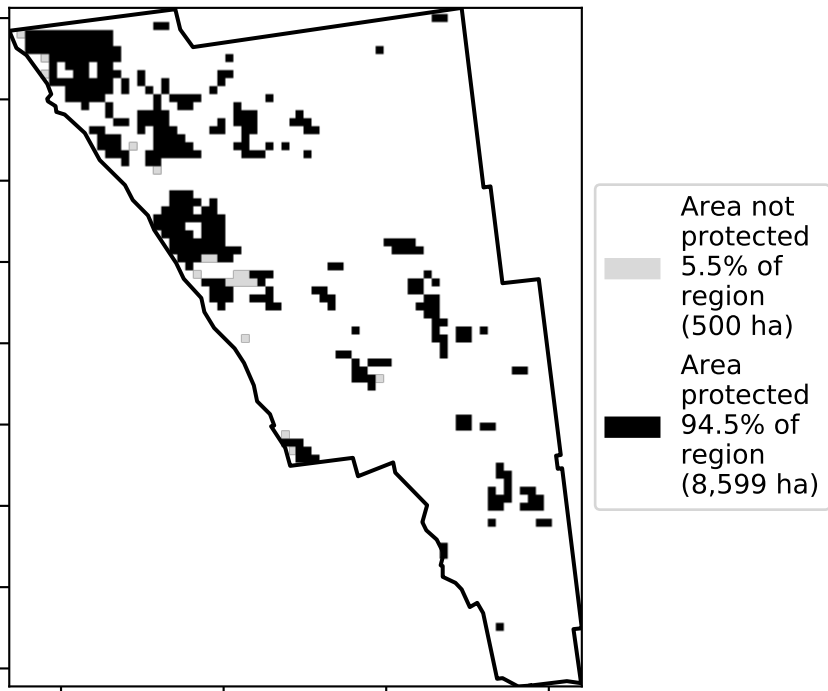 Area not
protected
5.5% of
region
(500 ha)
Area
protected
94.5% of
region
(8,599 ha)